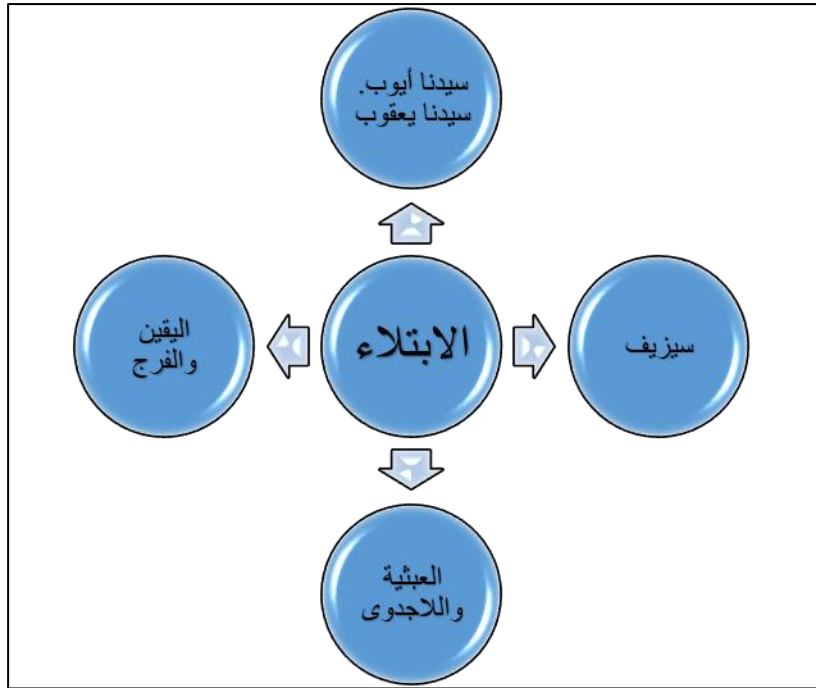 سيدنا أيوب.
سيدنا يعقوب
سيزيف
الابتلاء
اليقين
والفرج
العبثية
واللاجدوى